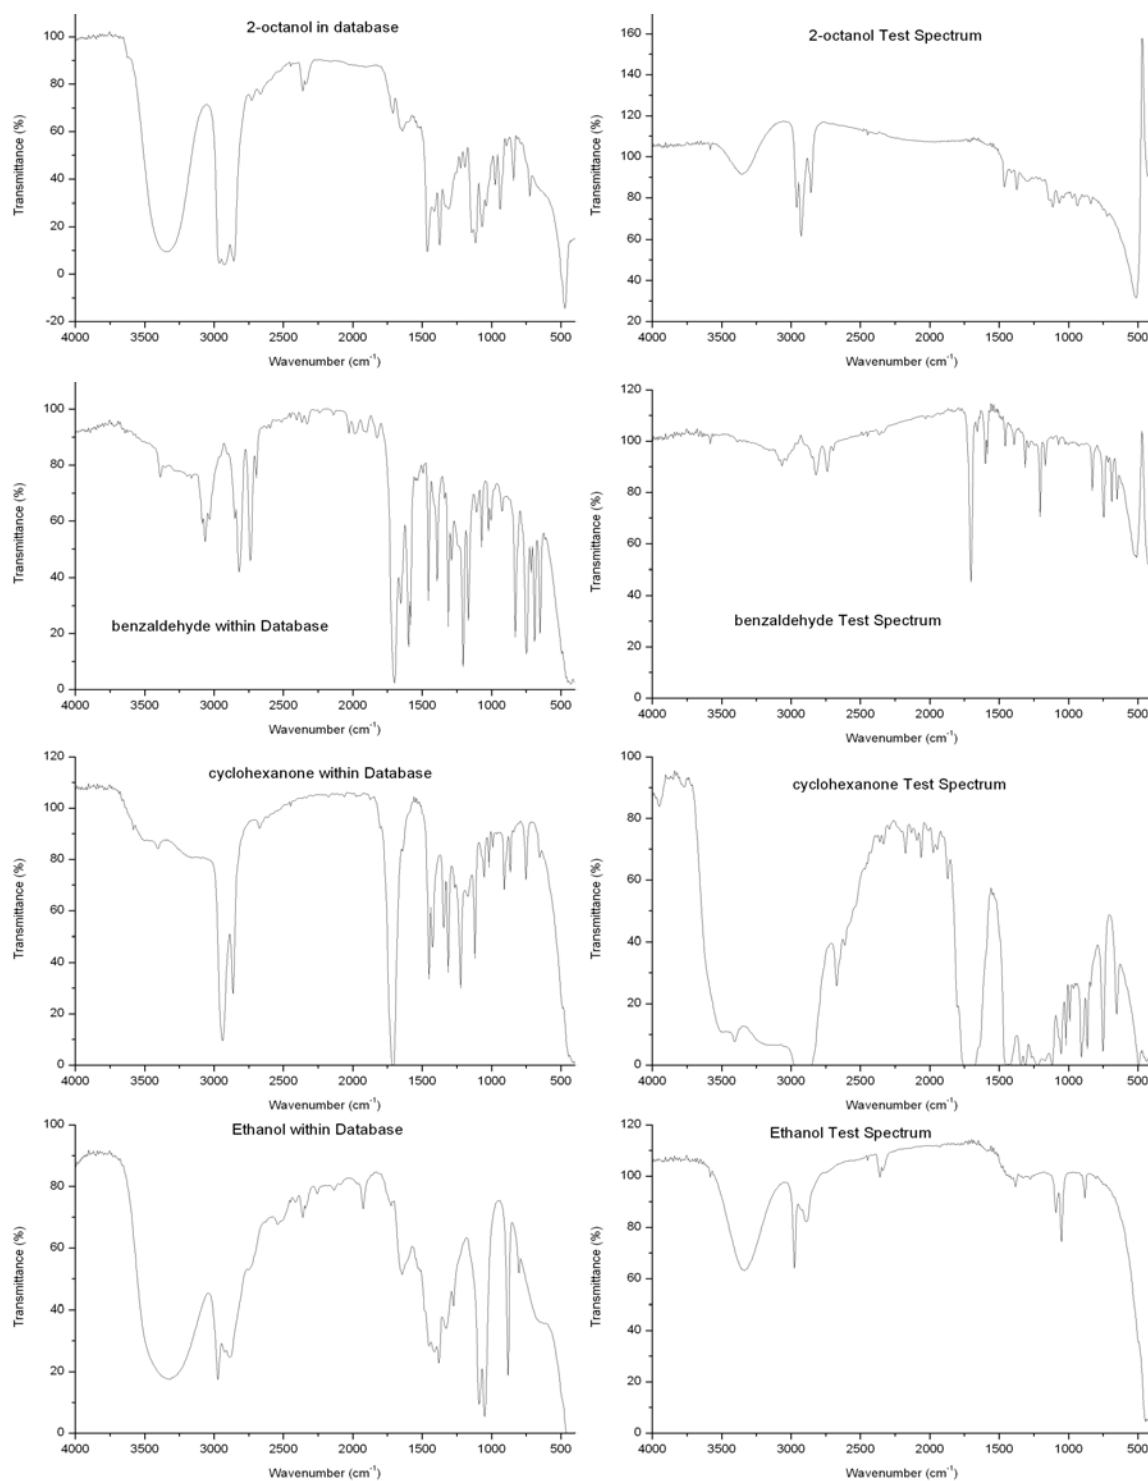 2-octanol in database
100
80
60
40
20
0
-20
Transmittance (%)
4000 3500 3000 2500 2000 1500 1000 500
Wavenumber (cm⁻¹)
2-octanol Test Spectrum
160
140
120
100
80
60
40
20
Transmittance (%)
4000 3500 3000 2500 2000 1500 1000 500
Wavenumber (cm⁻¹)
benzaldehyde within Database
100
80
60
40
20
0
Transmittance (%)
4000 3500 3000 2500 2000 1500 1000 500
Wavenumber (cm⁻¹)
benzaldehyde Test Spectrum
120
100
80
60
40
20
0
Transmittance (%)
4000 3500 3000 2500 2000 1500 1000 500
Wavenumber (cm⁻¹)
cyclohexanone within Database
120
100
80
60
40
20
0
Transmittance (%)
4000 3500 3000 2500 2000 1500 1000 500
Wavenumber (cm⁻¹)
cyclohexanone Test Spectrum
100
80
60
40
20
0
Transmittance (%)
4000 3500 3000 2500 2000 1500 1000 500
Wavenumber (cm⁻¹)
Ethanol within Database
100
80
60
40
20
0
Transmittance (%)
4000 3500 3000 2500 2000 1500 1000 500
Wavenumber (cm⁻¹)
Ethanol Test Spectrum
120
100
80
60
40
20
0
Transmittance (%)
4000 3500 3000 2500 2000 1500 1000 500
Wavenumber (cm⁻¹)